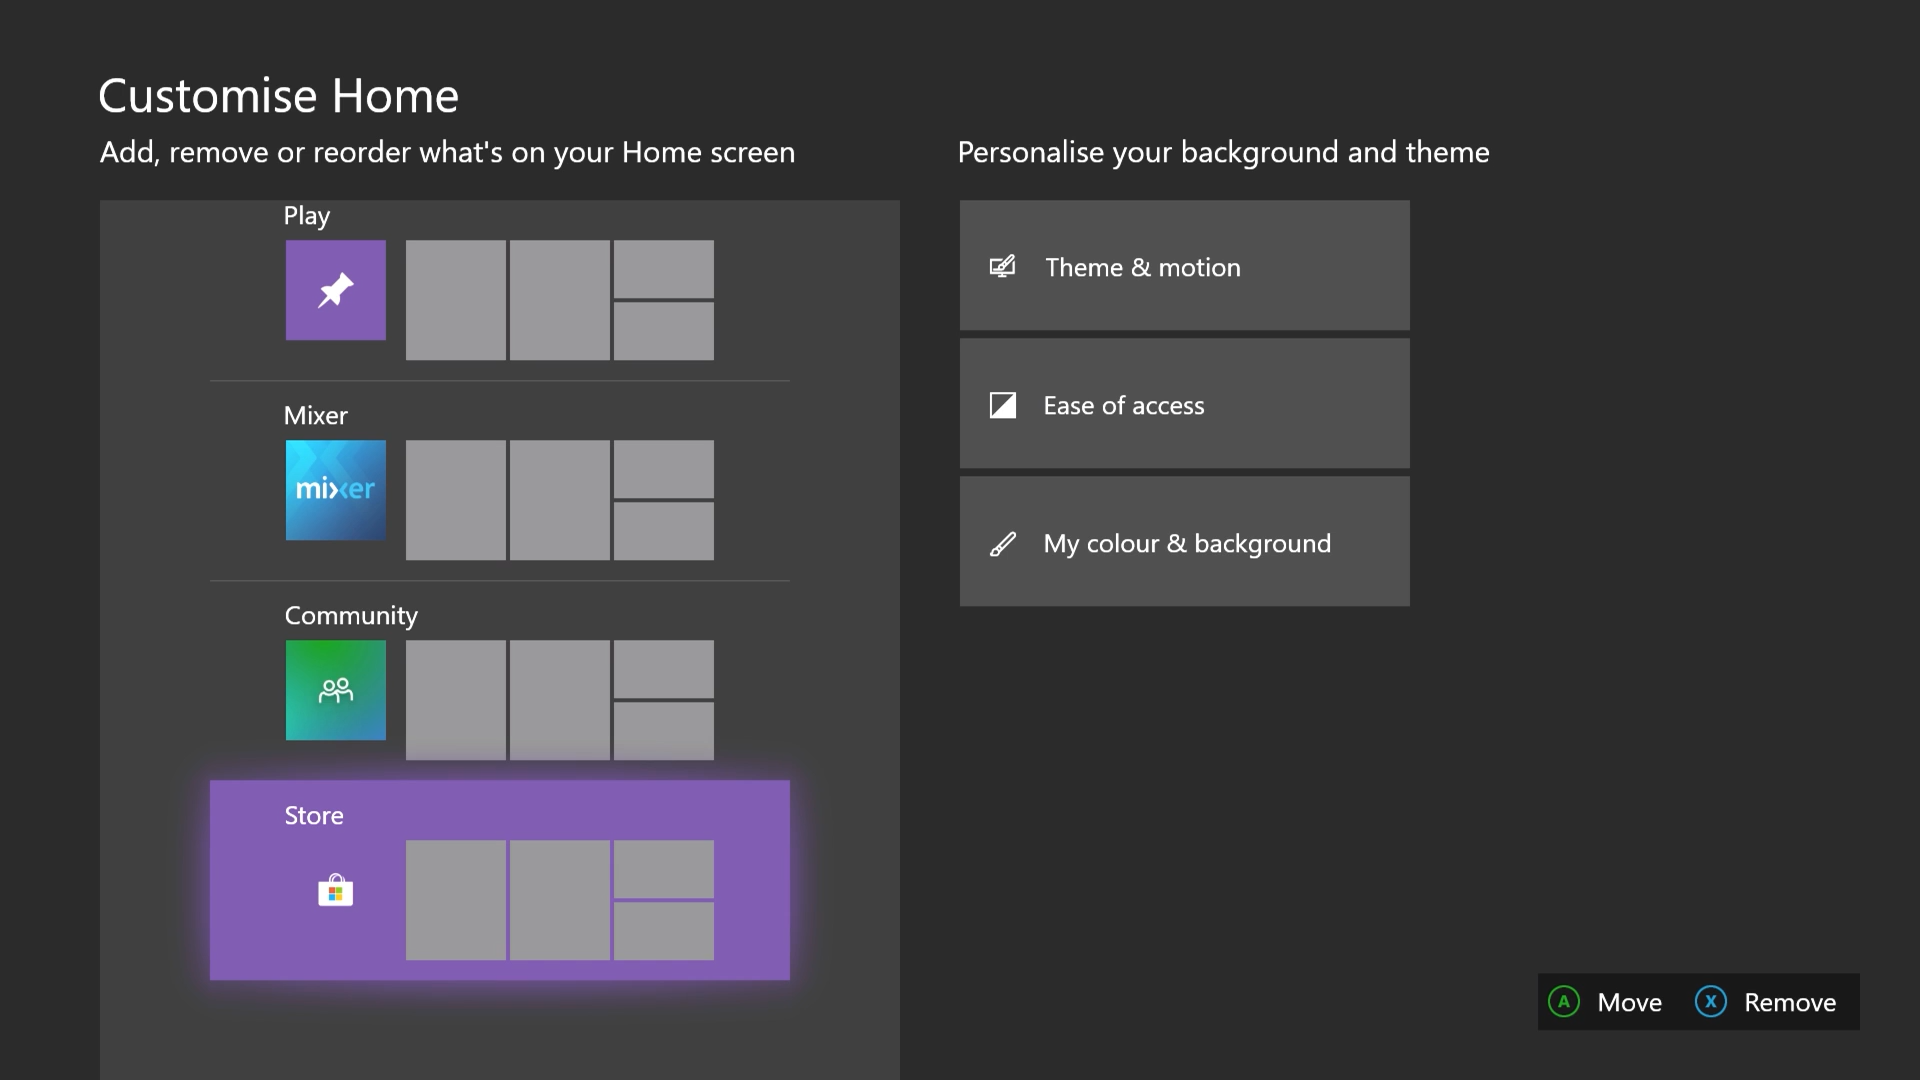 Customise Home
Add, remove or reorder what's on your Home screen
Play
Mixer
mixer
Community
Store
Personalise your background and theme
Theme & motion
Ease of access
My colour & background
A Move X Remove